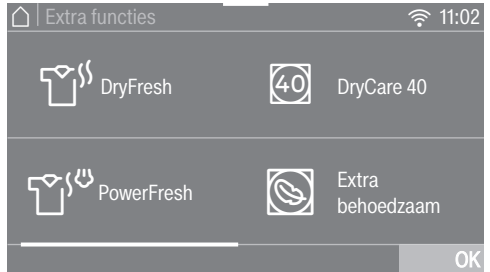 Extra functies 11:02
DryFresh
40 DryCare 40
PowerFresh
Extra
behoedzaam
OK